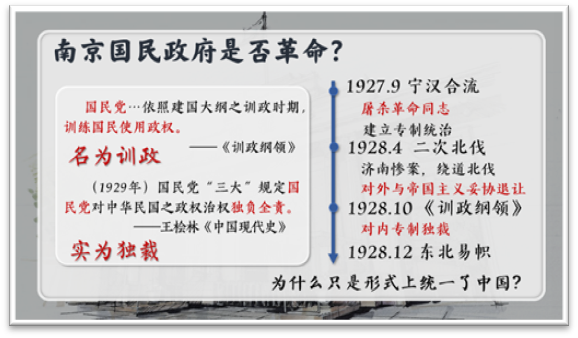 南京国民政府是否革命?
国民党…依照建国大纲之训政时期,
训练国民使用政权。
——《训政纲领》
名为训政
(1929年)国民党“三大”规定国
民党对中华民国之政权治权独负全责。
——王桧林《中国现代史》
实为独裁
1927.9 宁汉合流
屠杀革命同志
建立专制统治
1928.4 二次北伐
济南惨案,绕道北伐
对外与帝国主义妥协退让
1928.10 《训政纲领》
对内专制独裁
1928.12 东北易帜
为什么只是形式上统一了中国?